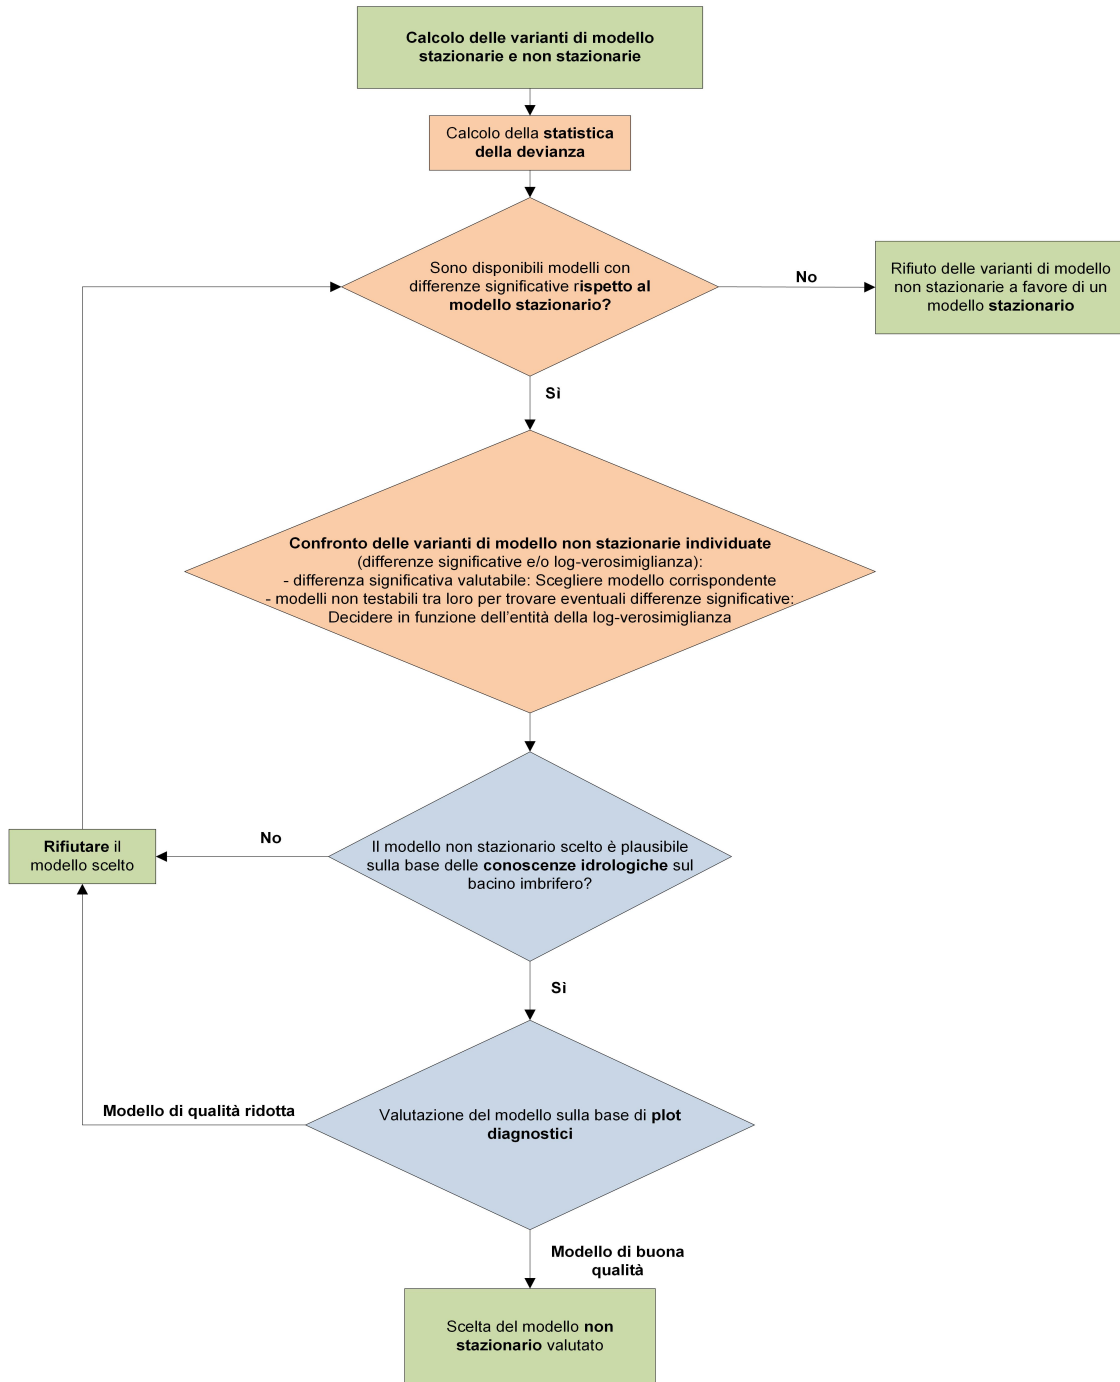 Calcolo delle varianti di modello
stazionarie e non stazionarie
Calcolo della statistica
della devianza
Sono disponibili modelli con
differenze significative rispetto al
modello stazionario?
No
Rifiuto delle varianti di modello
non stazionarie a favore di un
modello stazionario
Sì
Confronto delle varianti di modello non stazionarie individuate
(differenze significative e/o log-verosimiglianza):
- differenza significativa valutabile: Scegliere modello corrispondente
- modelli non testabili tra loro per trovare eventuali differenze significative:
Decidere in funzione dell'entità della log-verosimiglianza
Il modello non stazionario scelto è plausibile
sulla base delle conoscenze idrologiche sul
bacino imbrifero?
No
Rifiutare il
modello scelto
Sì
Valutazione del modello sulla base di plot
diagnostici
Modello di qualità ridotta
Modello di buona
qualità
Scelta del modello non
stazionario valutato